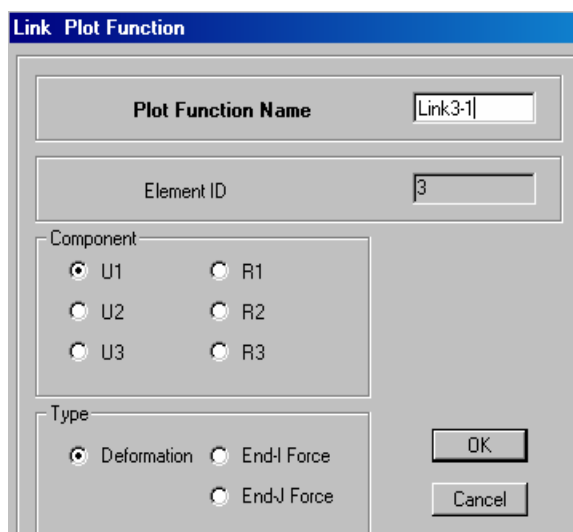 Link Plot Function
Plot Function Name Link3-1
Element ID 3
Component
U1 R1
U2 R2
U3 R3
Type
Deformation End-I Force
End-J Force
OK
Cancel